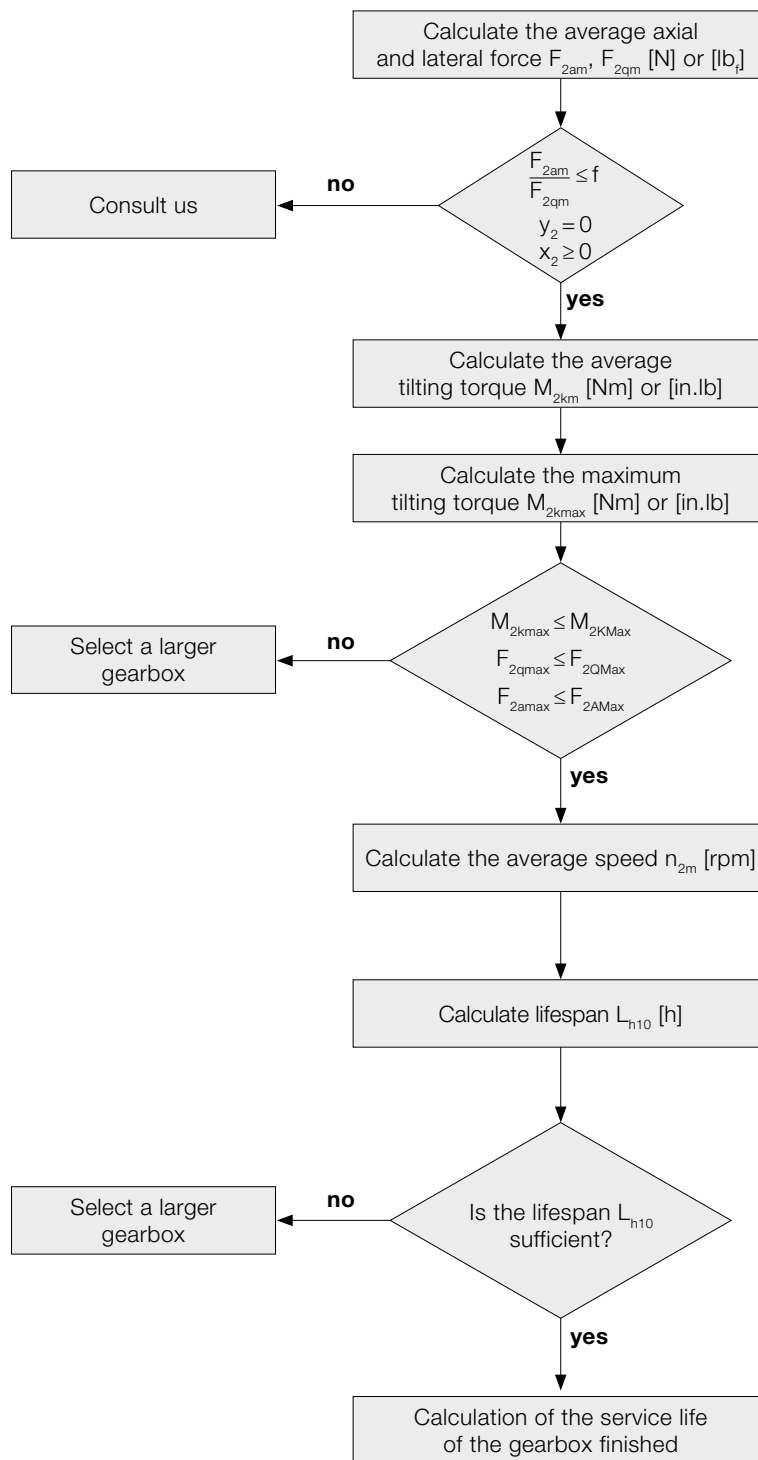 Calculate the average axial
and lateral force F₂ₐₘ, F₂qₘ [N] or [lb_f]
F₂ₐₘ
F₂qₘ
≤ f
y₂ = 0
x₂ ≥ 0
no
Consult us
yes
Calculate the average
tilting torque M₂ₖₘ [Nm] or [in.lb]
Calculate the maximum
tilting torque M₂ₖₘₐₓ [Nm] or [in.lb]
M₂ₖₘₐₓ ≤ M₂KMax
F₂qmax ≤ F₂QMax
F₂amax ≤ F₂AMax
no
Select a larger
gearbox
yes
Calculate the average speed n₂ₘ [rpm]
Calculate lifespan Lₕ₁₀ [h]
Is the lifespan Lₕ₁₀
sufficient?
no
Select a larger
gearbox
yes
Calculation of the service life
of the gearbox finished